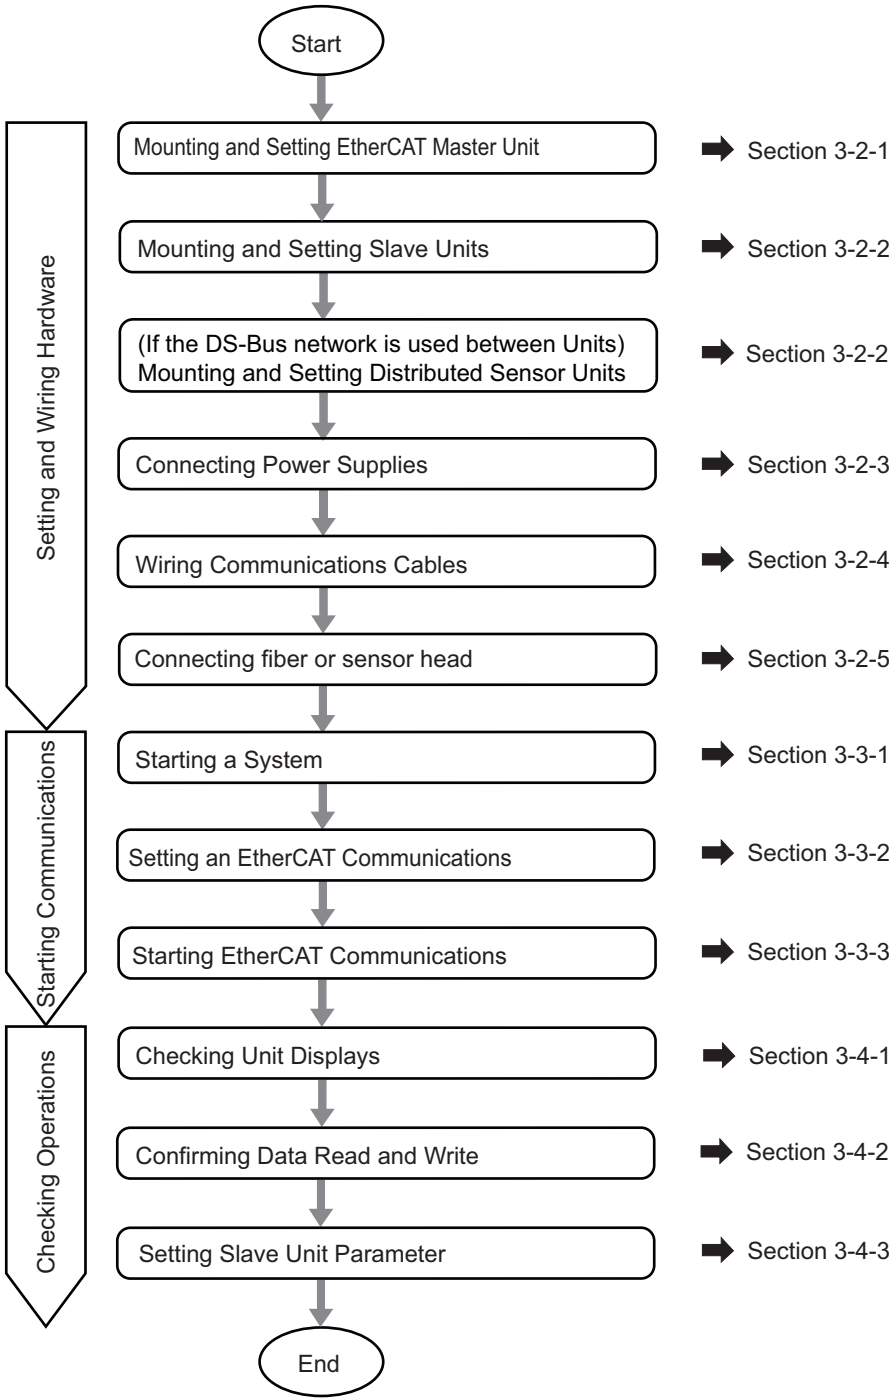 Start
Setting and Wiring Hardware
Mounting and Setting EtherCAT Master Unit
Section 3-2-1
Mounting and Setting Slave Units
Section 3-2-2
(If the DS-Bus network is used between Units)
Mounting and Setting Distributed Sensor Units
Section 3-2-2
Connecting Power Supplies
Section 3-2-3
Wiring Communications Cables
Section 3-2-4
Connecting fiber or sensor head
Section 3-2-5
Starting Communications
Starting a System
Section 3-3-1
Setting an EtherCAT Communications
Section 3-3-2
Starting EtherCAT Communications
Section 3-3-3
Checking Operations
Checking Unit Displays
Section 3-4-1
Confirming Data Read and Write
Section 3-4-2
Setting Slave Unit Parameter
Section 3-4-3
End